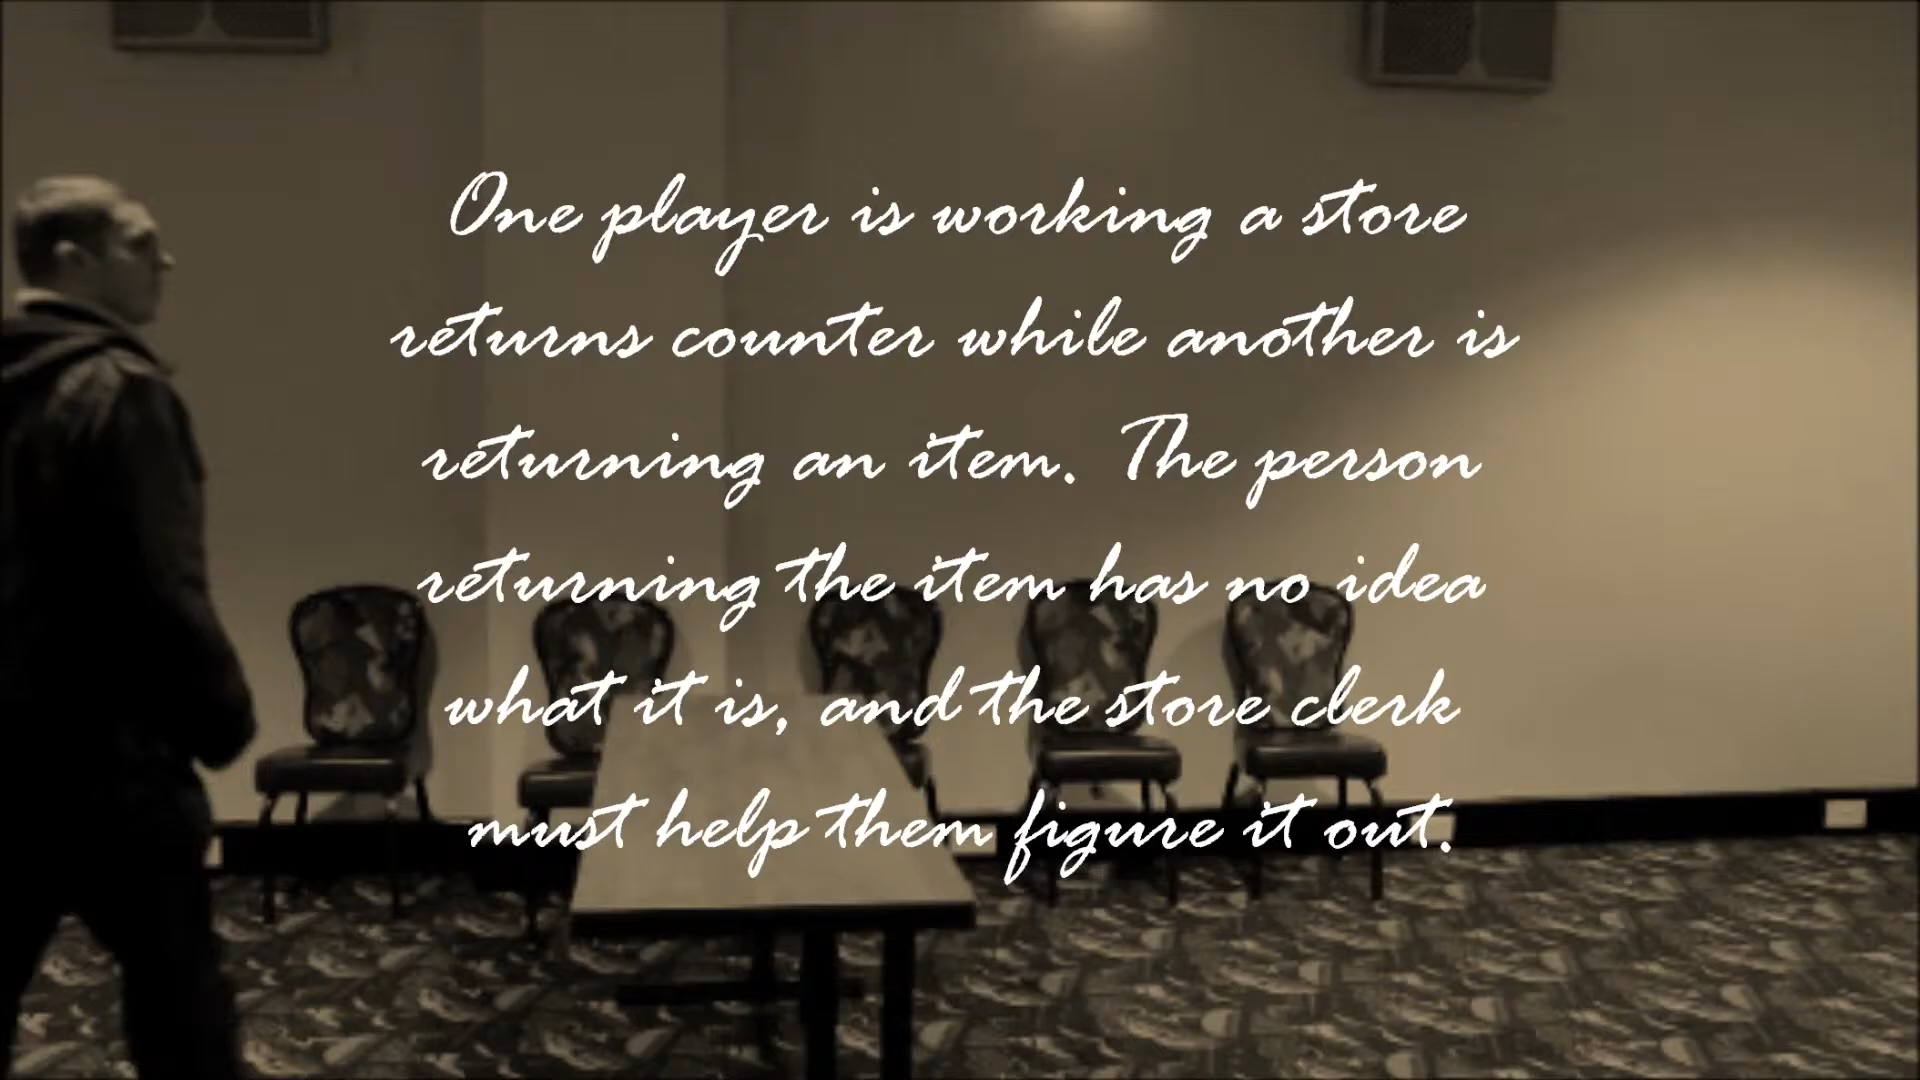 One player is working a store
returns counter while another is
returning an item. The person
returning the item has no idea
what it is, and the store clerk
must help them figure it out.